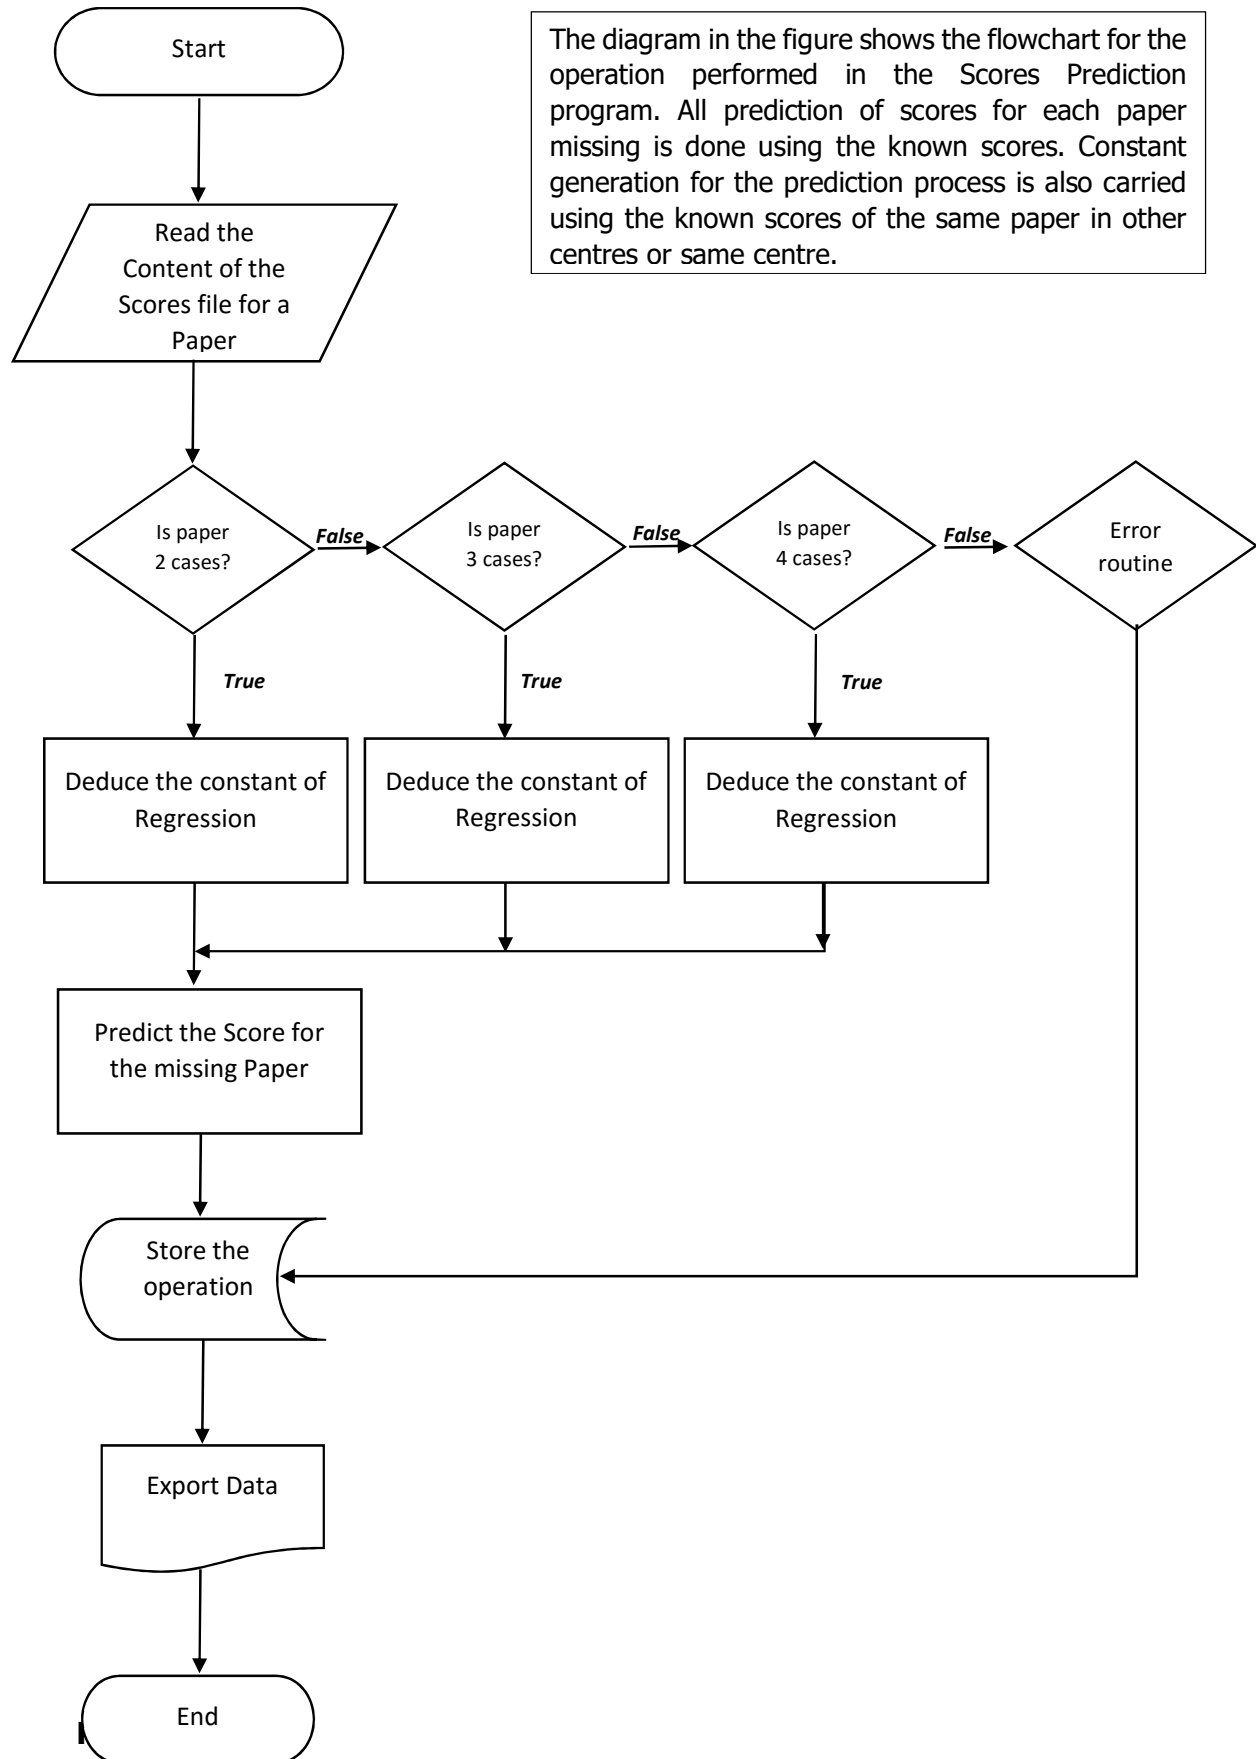 Start
The diagram in the figure shows the flowchart for the
operation performed in the Scores Prediction
program. All prediction of scores for each paper
missing is done using the known scores. Constant
generation for the prediction process is also carried
using the known scores of the same paper in other
centres or same centre.
Read the
Content of the
Scores file for a
Paper
Is paper
2 cases?
False
Is paper
3 cases?
False
Is paper
4 cases?
False
Error
routine
True
True
True
Deduce the constant of
Regression
Deduce the constant of
Regression
Deduce the constant of
Regression
Predict the Score for
the missing Paper
Store the
operation
Export Data
End